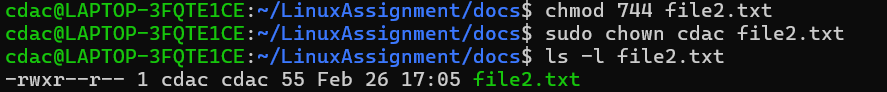 cdac@LAPTOP-3FQTE1CE:~/LinuxAssignment/docs$ chmod 744 file2.txt
cdac@LAPTOP-3FQTE1CE:~/LinuxAssignment/docs$ sudo chown cdac file2.txt
cdac@LAPTOP-3FQTE1CE:~/LinuxAssignment/docs$ ls -l file2.txt
-rwxr--r-- 1 cdac cdac 55 Feb 26 17:05 file2.txt